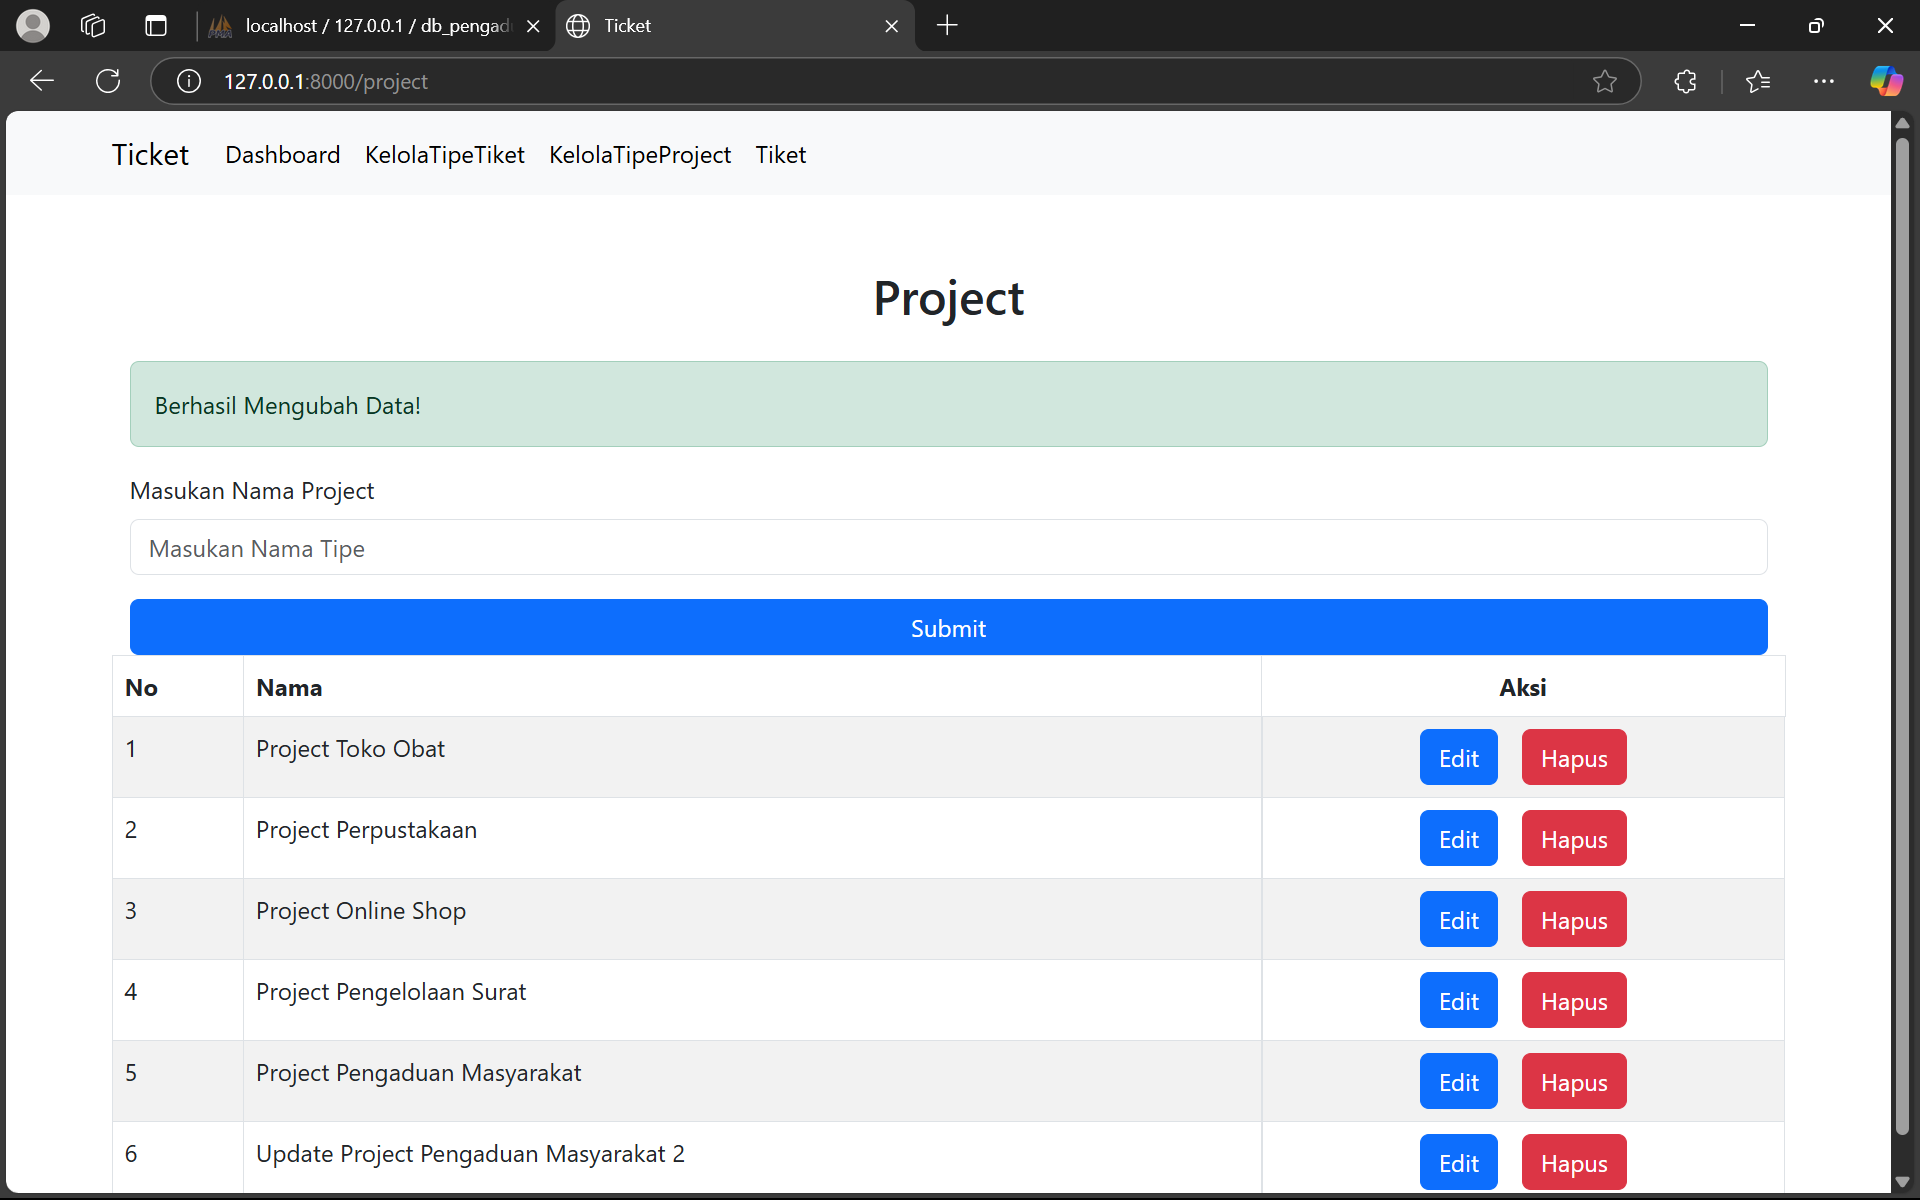 localhost / 127.0.0.1 / db_pengad
Ticket
127.0.0.1:8000/project
Ticket Dashboard KelolaTipeTiket KelolaTipeProject Tiket
Project
Berhasil Mengubah Data!
Masukan Nama Project
Masukan Nama Tipe
Submit
No Nama Aksi
1 Project Toko Obat Edit Hapus
2 Project Perpustakaan Edit Hapus
3 Project Online Shop Edit Hapus
4 Project Pengelolaan Surat Edit Hapus
5 Project Pengaduan Masyarakat Edit Hapus
6 Update Project Pengaduan Masyarakat 2 Edit Hapus